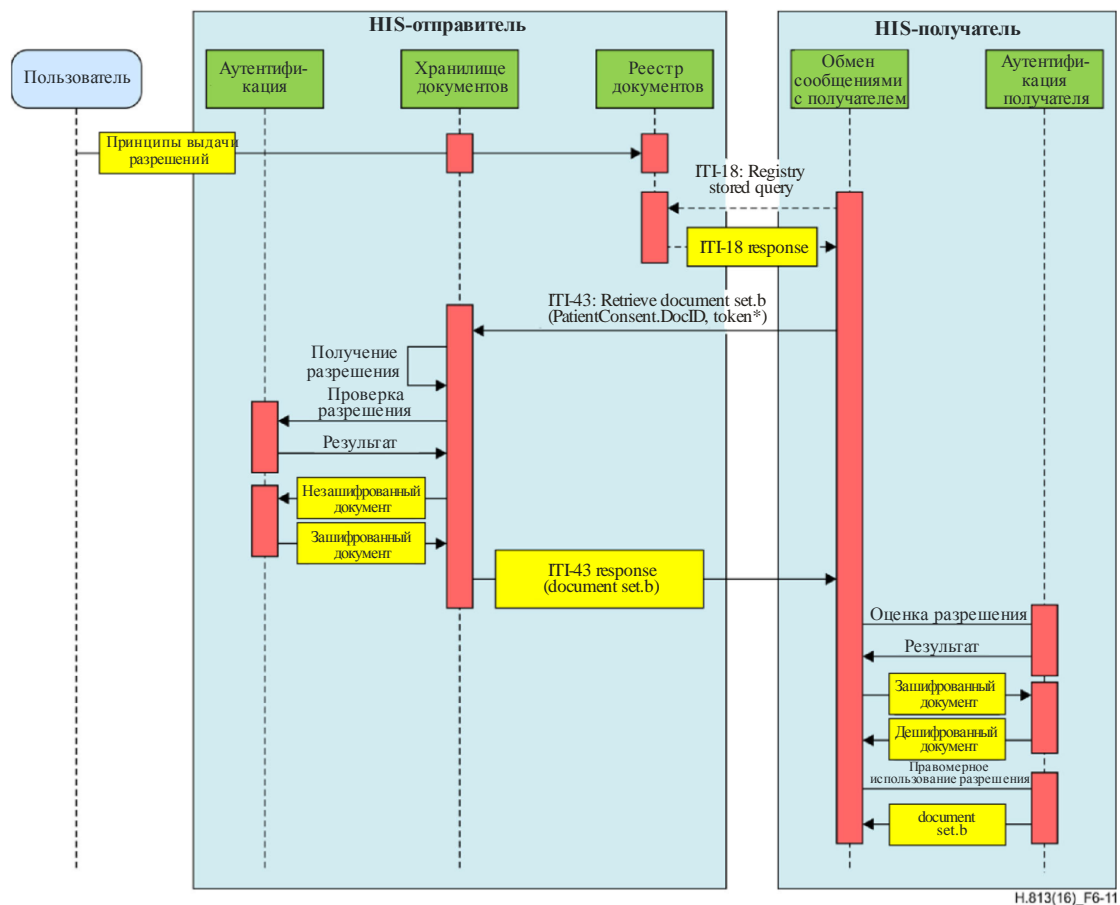 HIS-отправитель
HIS-получатель
Пользователь
Аутентифи-
кация
Хранилище
документов
Реестр
документов
Обмен
сообщениями
с получателем
Аутентифи-
кация
получателя
Принципы выдачи
разрешений
ITI-18: Registry
stored query
ITI-18 response
ITI-43: Retrieve document set.b
(PatientConsent.DocID, token*)
Получение
разрешения
Проверка
разрешения
Результат
Незашифрованный
документ
Зашифрованный
документ
ITI-43 response
(document set.b)
Оценка разрешения
Результат
Зашифрованный
документ
Дешифрованный
документ
Правомерное
использование разрешения
document
set.b
H.813(16)_F6-11